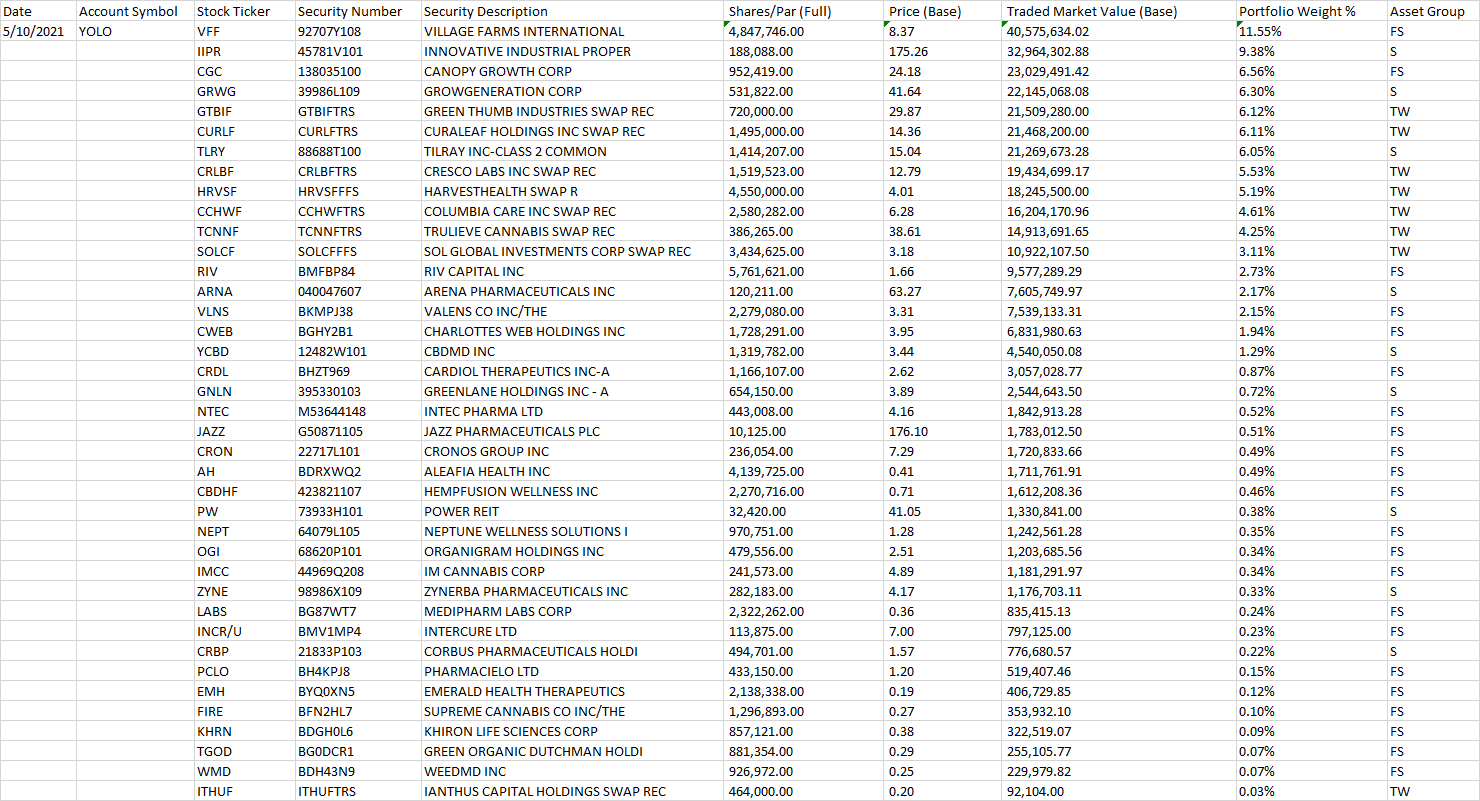 Date Account Symbol Stock Ticker Security Number Security Description Shares/Par (Full) Price (Base) Traded Market Value (Base) Portfolio Weight % Asset Group
5/10/2021 YOLO VFF 92707Y108 VILLAGE FARMS INTERNATIONAL 4,847,746.00 8.37 40,575,634.02 11.55% FS
IIPR 45781V101 INNOVATIVE INDUSTRIAL PROPER 188,088.00 175.26 32,964,302.88 9.38% S
CGC 138035100 CANOPY GROWTH CORP 952,419.00 24.18 23,029,491.42 6.56% FS
GRWG 39986L109 GROWGENERATION CORP 531,822.00 41.64 22,145,068.08 6.30% S
GTBIF GTBIFTRS GREEN THUMB INDUSTRIES SWAP REC 720,000.00 29.87 21,509,280.00 6.12% TW
CURLF CURLFTRS CURALEAF HOLDINGS INC SWAP REC 1,495,000.00 14.36 21,468,200.00 6.11% TW
TLRY 88688T100 TILRAY INC-CLASS 2 COMMON 1,414,207.00 15.04 21,269,673.28 6.05% S
CRLBF CRLBFTRS CRESCO LABS INC SWAP REC 1,519,523.00 12.79 19,434,699.17 5.53% TW
HRVSF HRVSFFFS HARVESTHEALTH SWAP R 4,550,000.00 4.01 18,245,500.00 5.19% TW
CCHWF CCHWFTRS COLUMBIA CARE INC SWAP REC 2,580,282.00 6.28 16,204,170.96 4.61% TW
TCNNF TCNNFTRS TRULIEVE CANNABIS SWAP REC 386,265.00 38.61 14,913,691.65 4.25% TW
SOLCF SOLCFFFS SOL GLOBAL INVESTMENTS CORP SWAP REC 3,434,625.00 3.18 10,922,107.50 3.11% TW
RIV BMFBP84 RIV CAPITAL INC 5,761,621.00 1.66 9,577,289.29 2.73% FS
ARNA 040047607 ARENA PHARMACEUTICALS INC 120,211.00 63.27 7,605,749.97 2.17% S
VLNS BKMPJ38 VALENS CO INC/THE 2,279,080.00 3.31 7,539,133.31 2.15% FS
CWEB BGHY2B1 CHARLOTTES WEB HOLDINGS INC 1,728,291.00 3.95 6,831,980.63 1.94% FS
YCBD 12482W101 CBDMD INC 1,319,782.00 3.44 4,540,050.08 1.29% S
CRDL BHZT969 CARDIOL THERAPEUTICS INC-A 1,166,107.00 2.62 3,057,028.77 0.87% FS
GNLN 395330103 GREENLANE HOLDINGS INC - A 654,150.00 3.89 2,544,643.50 0.72% S
NTEC M53644148 INTEC PHARMA LTD 443,008.00 4.16 1,842,913.28 0.52% FS
JAZZ G50871105 JAZZ PHARMACEUTICALS PLC 10,125.00 176.10 1,783,012.50 0.51% FS
CRON 22717L101 CRONOS GROUP INC 236,054.00 7.29 1,720,833.66 0.49% FS
AH BDRXWQ2 ALEAFIA HEALTH INC 4,139,725.00 0.41 1,711,761.91 0.49% FS
CBDHF 423821107 HEMPFUSION WELLNESS INC 2,270,716.00 0.71 1,612,208.36 0.46% FS
PW 73933H101 POWER REIT 32,420.00 41.05 1,330,841.00 0.38% S
NEPT 64079L105 NEPTUNE WELLNESS SOLUTIONS I 970,751.00 1.28 1,242,561.28 0.35% FS
OGI 68620P101 ORGANIGRAM HOLDINGS INC 479,556.00 2.51 1,203,685.56 0.34% FS
IMCC 44969Q208 IM CANNABIS CORP 241,573.00 4.89 1,181,291.97 0.34% FS
ZYNE 98986X109 ZYNERBA PHARMACEUTICALS INC 282,183.00 4.17 1,176,703.11 0.33% S
LABS BG87WT7 MEDIPHARM LABS CORP 2,322,262.00 0.36 835,415.13 0.24% FS
INCR/U BMV1MP4 INTERCURE LTD 113,875.00 7.00 797,125.00 0.23% FS
CRBP 21833P103 CORBUS PHARMACEUTICALS HOLDI 494,701.00 1.57 776,680.57 0.22% S
PCLO BH4KPJ8 PHARMACIELO LTD 433,150.00 1.20 519,407.46 0.15% FS
EMH BYQ0XN5 EMERALD HEALTH THERAPEUTICS 2,138,338.00 0.19 406,729.85 0.12% FS
FIRE BFN2HL7 SUPREME CANNABIS CO INC/THE 1,296,893.00 0.27 353,932.10 0.10% FS
KHRN BDGH0L6 KHIRON LIFE SCIENCES CORP 857,121.00 0.38 322,519.07 0.09% FS
TGOD BG0DCR1 GREEN ORGANIC DUTCHMAN HOLDI 881,354.00 0.29 255,105.77 0.07% FS
WMD BDH43N9 WEEDMD INC 926,972.00 0.25 229,979.82 0.07% FS
ITHUF ITHUFTRS IANTHUS CAPITAL HOLDINGS SWAP REC 464,000.00 0.20 92,104.00 0.03% TW